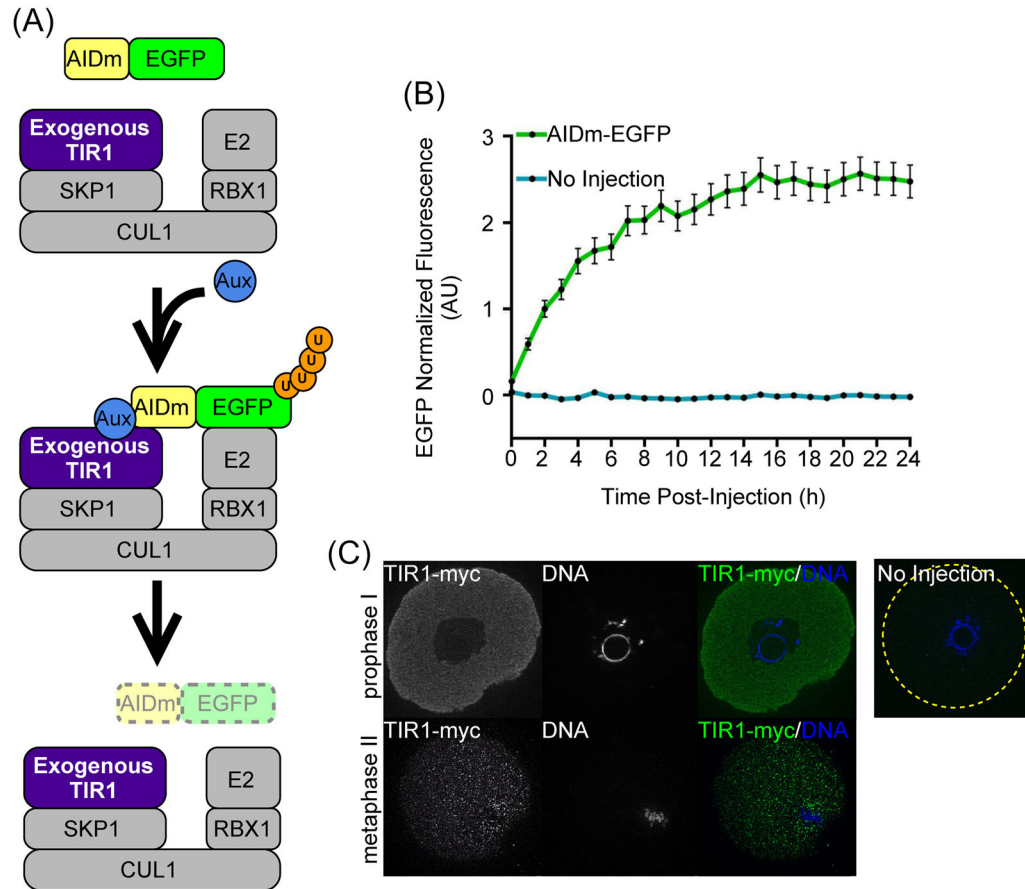 (A)
AIDm EGFP
Exogenous
TIR1
E2
SKP1
RBX1
CUL1
Aux
U
U
U
U
Aux
AIDm EGFP
Exogenous
TIR1
E2
SKP1
RBX1
CUL1
AIDm EGFP
Exogenous
TIR1
E2
SKP1
RBX1
CUL1
(B)
EGFP Normalized Fluorescence
(AU)
3
2
1
0
AIDm-EGFP
No Injection
0 2 4 6 8 10 12 14 16 18 20 22 24
Time Post-Injection (h)
(C)
prophase I
TIR1-myc
DNA
TIR1-myc/DNA
No Injection
metaphase II
TIR1-myc
DNA
TIR1-myc/DNA